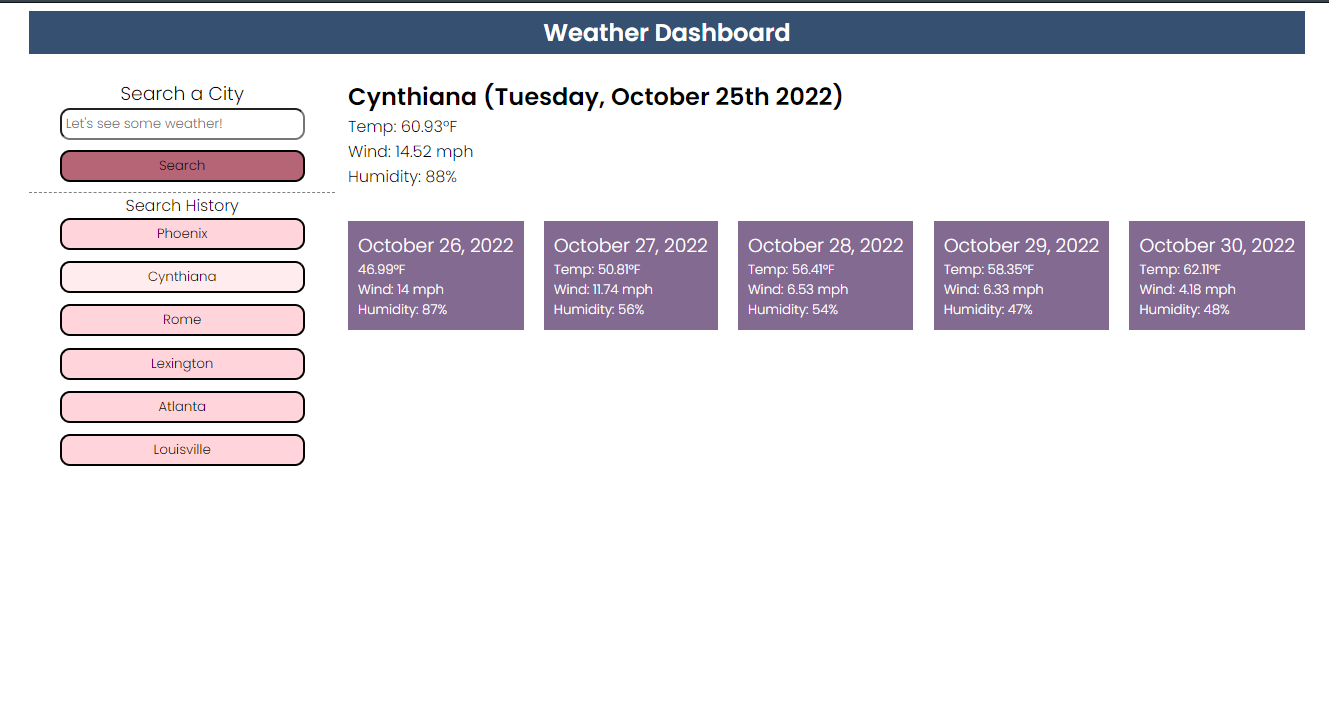 Weather Dashboard
Search a City
Let's see some weather!
Search
Search History
Phoenix
Cynthiana
Rome
Lexington
Atlanta
Louisville
Cynthiana (Tuesday, October 25th 2022)
Temp: 60.93°F
Wind: 14.52 mph
Humidity: 88%
October 26, 2022
46.99°F
Wind: 14 mph
Humidity: 87%
October 27, 2022
Temp: 50.81°F
Wind: 11.74 mph
Humidity: 56%
October 28, 2022
Temp: 56.41°F
Wind: 6.53 mph
Humidity: 54%
October 29, 2022
Temp: 58.35°F
Wind: 6.33 mph
Humidity: 47%
October 30, 2022
Temp: 62.11°F
Wind: 4.18 mph
Humidity: 48%